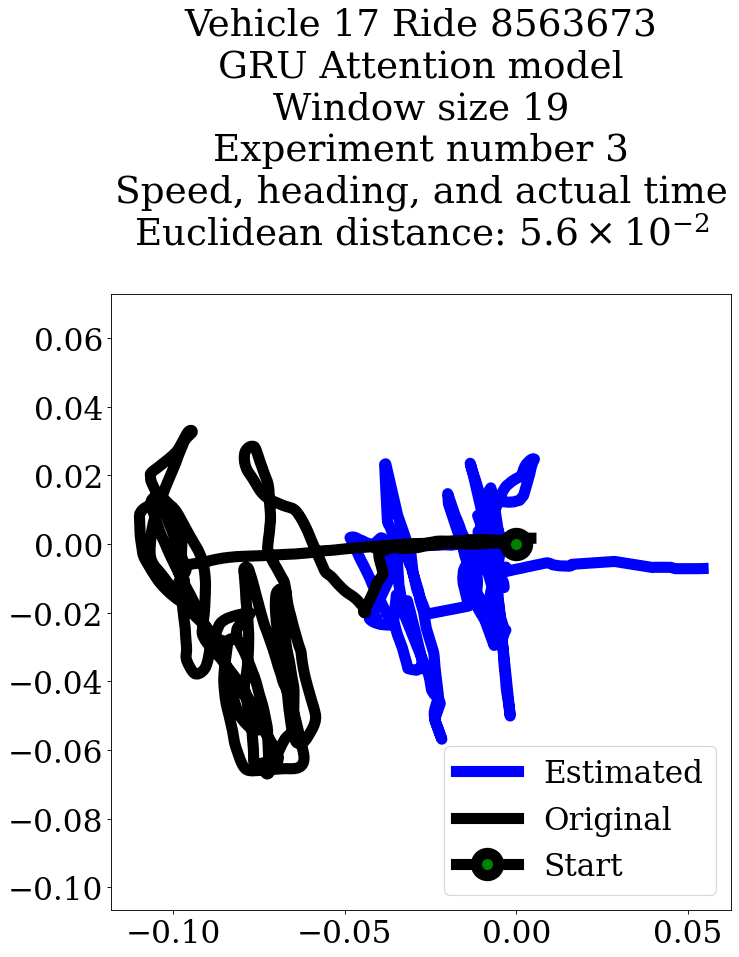 Vehicle 17 Ride 8563673
GRU Attention model
Window size 19
Experiment number 3
Speed, heading, and actual time
Euclidean distance: 5.6 × 10⁻²
0.06
0.04
0.02
0.00
−0.02
−0.04
−0.06
−0.08
−0.10
Estimated
Original
Start
−0.10 −0.05 0.00 0.05